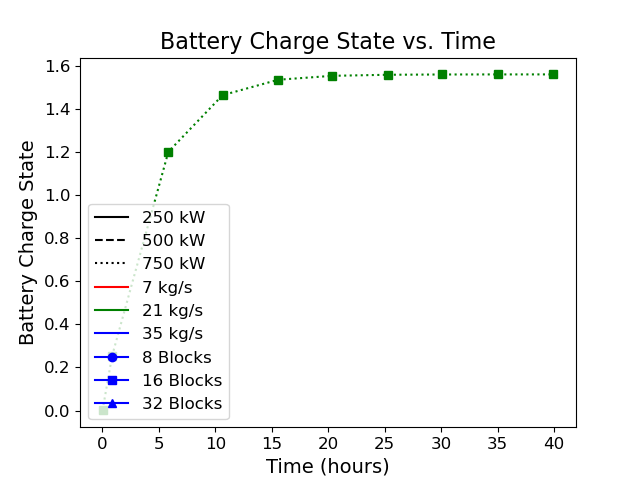 Battery Charge State vs. Time
Battery Charge State
1.6
1.4
1.2
1.0
0.8
0.6
0.4
0.2
0.0
250 kW
500 kW
750 kW
7 kg/s
21 kg/s
35 kg/s
8 Blocks
16 Blocks
32 Blocks
0 5 10 15 20 25 30 35 40
Time (hours)